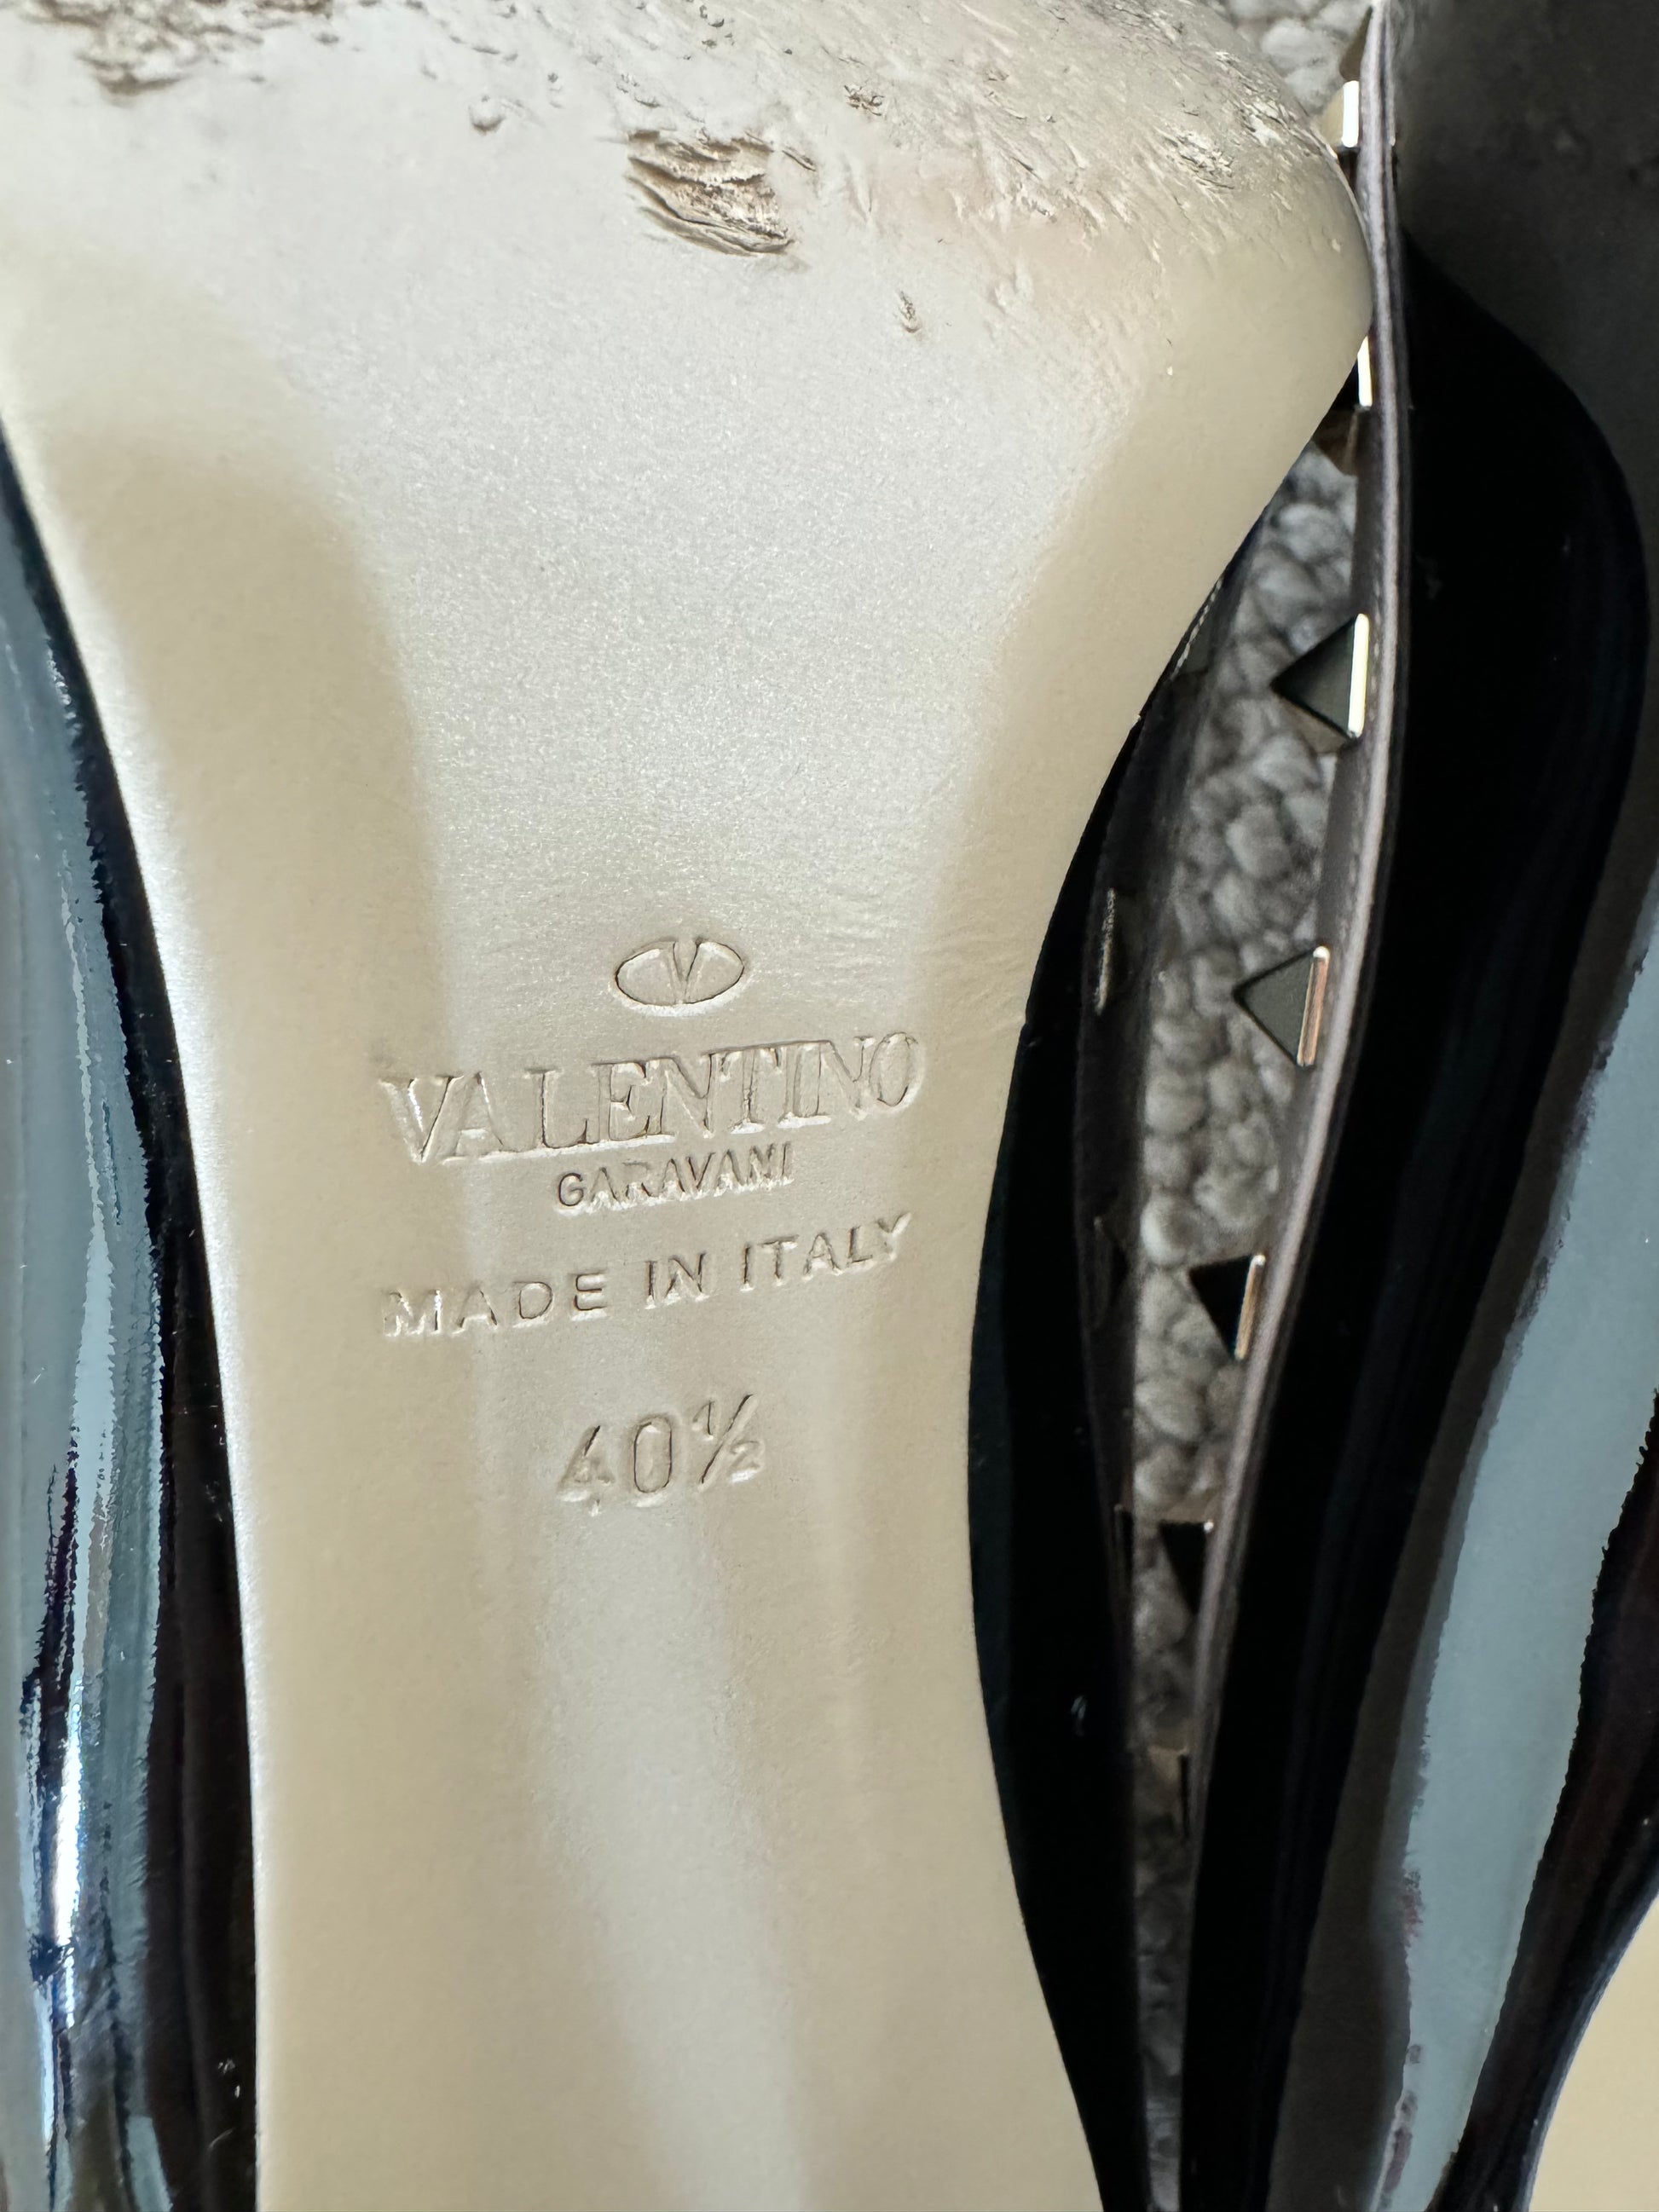 V
VALENTINO
GARAVANI
MADE IN ITALY
40½